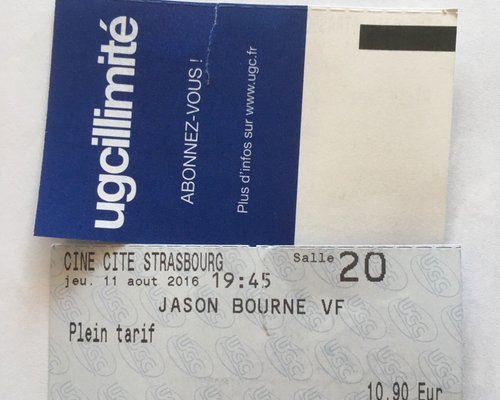 ugcillimité
ABONNEZ-VOUS !
Plus d'infos sur www.ugc.fr
CINE CITE STRASBOURG
Salle 20
jeu. 11 aout 2016 19:45
JASON BOURNE VF
Plein tarif
10.90 Eur